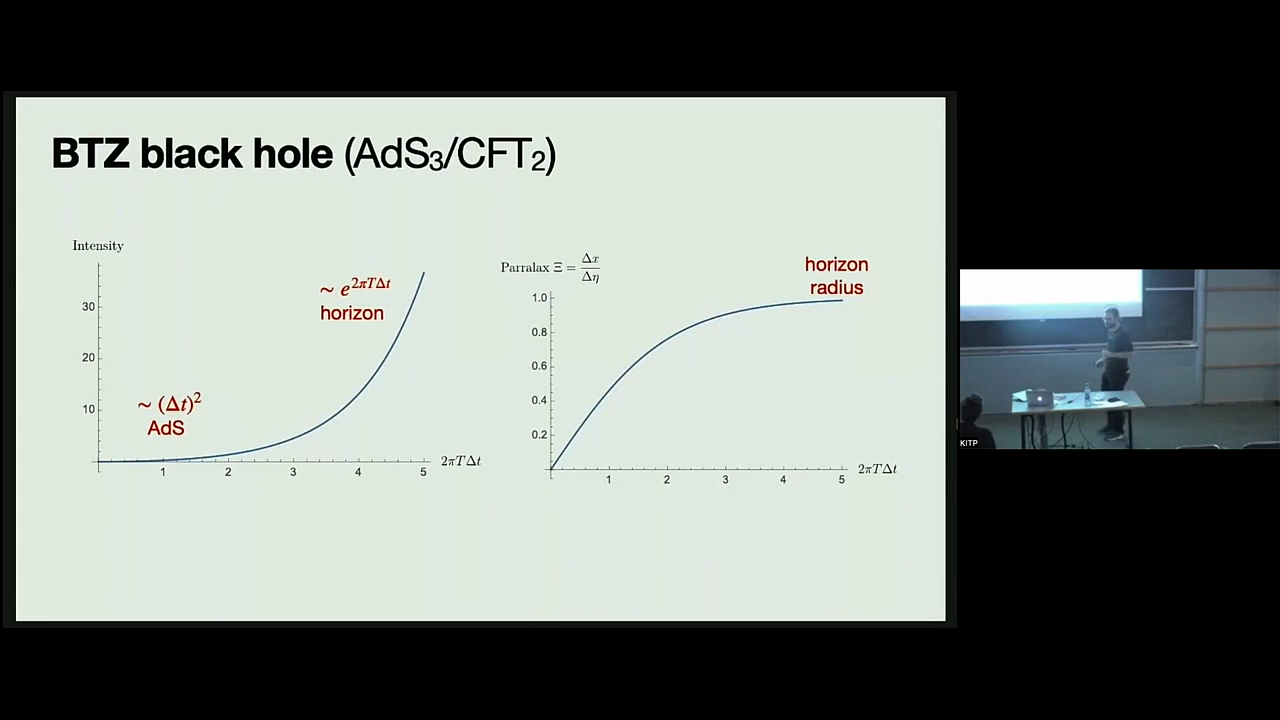 BTZ black hole (AdS₃/CFT₂)
Intensity
30
20
10
∼ e^{2πTΔt}
horizon
∼ (Δt)²
AdS
1 2 3 4 5
2πTΔt
Parralax Ξ = Δx/Δη
horizon
radius
1.0
0.8
0.6
0.4
0.2
1 2 3 4 5
2πTΔt
KITP